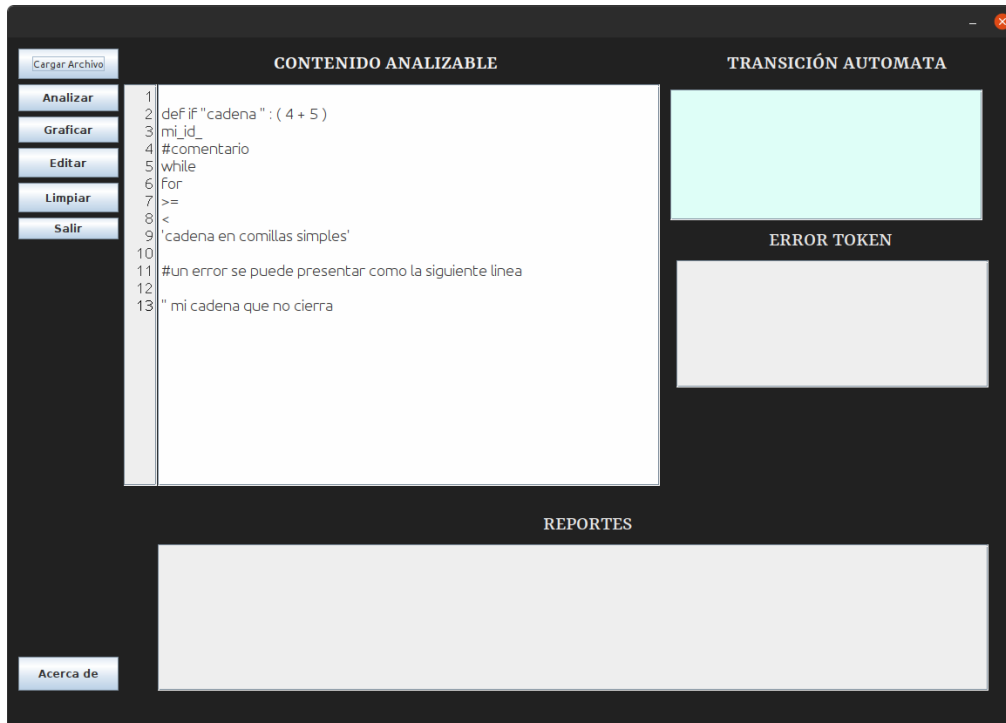 Cargar Archivo
Analizar
Graficar
Editar
Limpiar
Salir
Acerca de
CONTENIDO ANALIZABLE
1
2 def if "cadena " : ( 4 + 5 )
3 mi_id_
4 #comentario
5 while
6 for
7 >=
8 <
9 'cadena en comillas simples'
10
11 #un error se puede presentar como la siguiente linea
12
13 " mi cadena que no cierra
TRANSICIÓN AUTOMATA
ERROR TOKEN
REPORTES